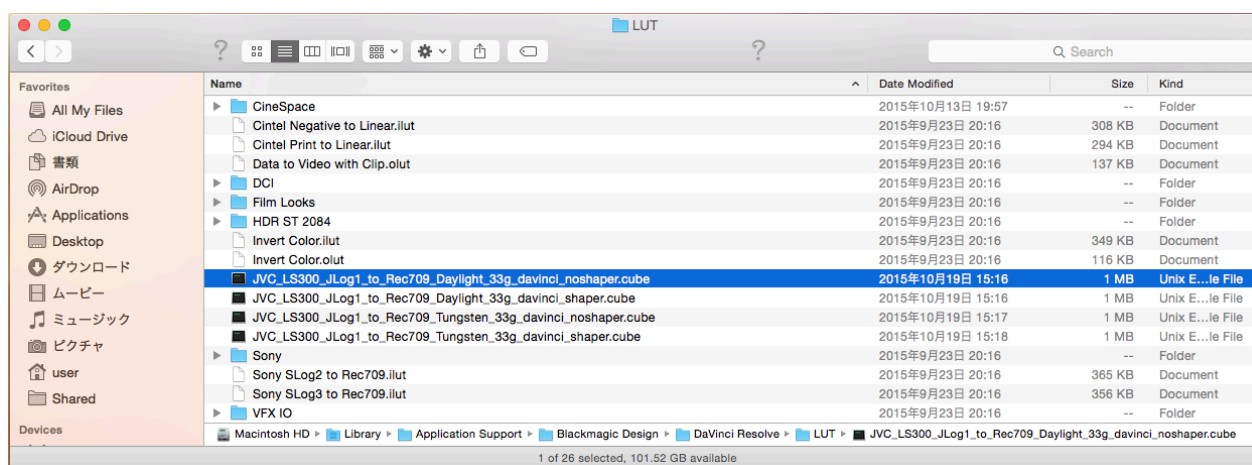 LUT
Search
Favorites
All My Files
iCloud Drive
書類
AirDrop
Applications
Desktop
ダウンロード
ムービー
ミュージック
ピクチャ
user
Shared
Devices
Name Date Modified Size Kind
CineSpace 2015年10月13日 19:57 -- Folder
Cintel Negative to Linear.ilut 2015年9月23日 20:16 308 KB Document
Cintel Print to Linear.ilut 2015年9月23日 20:16 294 KB Document
Data to Video with Clip.olut 2015年9月23日 20:16 137 KB Document
DCI 2015年9月23日 20:16 -- Folder
Film Looks 2015年9月23日 20:16 -- Folder
HDR ST 2084 2015年9月23日 20:16 -- Folder
Invert Color.ilut 2015年9月23日 20:16 349 KB Document
Invert Color.olut 2015年9月23日 20:16 116 KB Document
JVC_LS300_JLog1_to_Rec709_Daylight_33g_davinci_noshaper.cube 2015年10月19日 15:16 1 MB Unix E...le File
JVC_LS300_JLog1_to_Rec709_Daylight_33g_davinci_shaper.cube 2015年10月19日 15:16 1 MB Unix E...le File
JVC_LS300_JLog1_to_Rec709_Tungsten_33g_davinci_noshaper.cube 2015年10月19日 15:17 1 MB Unix E...le File
JVC_LS300_JLog1_to_Rec709_Tungsten_33g_davinci_shaper.cube 2015年10月19日 15:18 1 MB Unix E...le File
Sony 2015年9月23日 20:16 -- Folder
Sony SLog2 to Rec709.ilut 2015年9月23日 20:16 365 KB Document
Sony SLog3 to Rec709.ilut 2015年9月23日 20:16 356 KB Document
VFX IO 2015年9月23日 20:16 -- Folder
Macintosh HD ▸ Library ▸ Application Support ▸ Blackmagic Design ▸ DaVinci Resolve ▸ LUT ▸ JVC_LS300_JLog1_to_Rec709_Daylight_33g_davinci_noshaper.cube
1 of 26 selected, 101.52 GB available